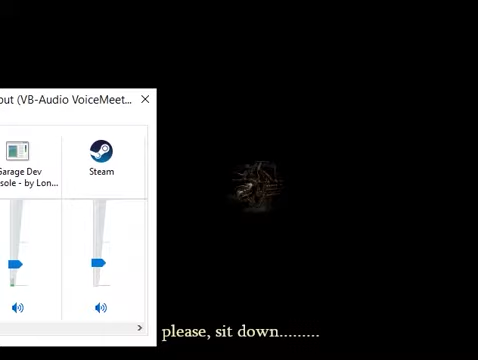 out (VB-Audio VoiceMeet...
Garage Dev
sole - by Lon...
Steam
please, sit down.........